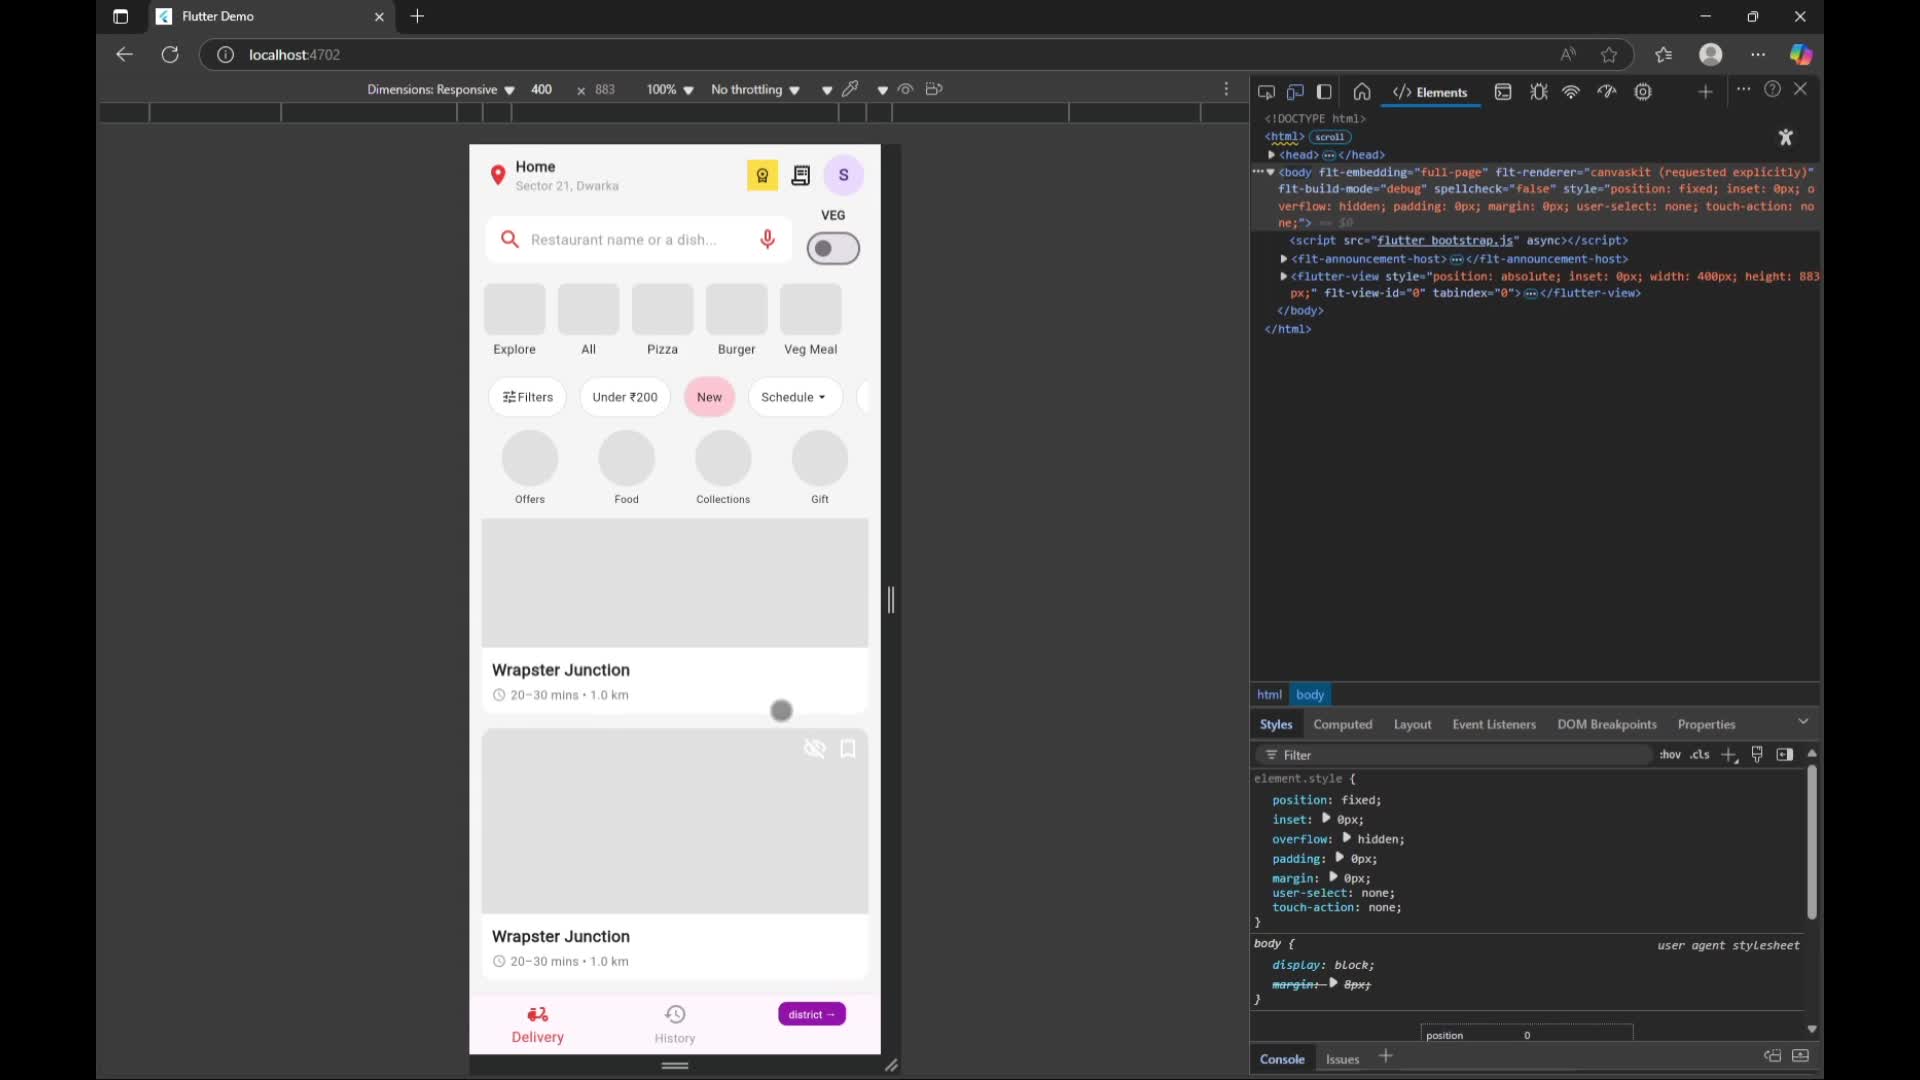 Flutter Demo
localhost:4702
Dimensions: Responsive 400 x 883 100% No throttling
Elements
Home
Sector 21, Dwarka
S
VEG
Restaurant name or a dish...
Explore All Pizza Burger Veg Meal
Filters Under ₹200 New Schedule
Offers Food Collections Gift
Wrapster Junction
20–30 mins • 1.0 km
Wrapster Junction
20–30 mins • 1.0 km
Delivery History district →
<!DOCTYPE html>
<html> scroll
<head> </head>
<body flt-embedding="full-page" flt-renderer="canvaskit (requested explicitly)"
flt-build-mode="debug" spellcheck="false" style="position: fixed; inset: 0px; o
verflow: hidden; padding: 0px; margin: 0px; user-select: none; touch-action: no
ne;"> == $0
<script src="flutter_bootstrap.js" async></script>
<flt-announcement-host> </flt-announcement-host>
<flutter-view style="position: absolute; inset: 0px; width: 400px; height: 883
px;" flt-view-id="0" tabindex="0"> </flutter-view>
</body>
</html>
html body
Styles Computed Layout Event Listeners DOM Breakpoints Properties
Filter :hov .cls
element.style {
position: fixed;
inset: 0px;
overflow: hidden;
padding: 0px;
margin: 0px;
user-select: none;
touch-action: none;
}
body { user agent stylesheet
display: block;
margin: 8px;
}
position 0
Console Issues